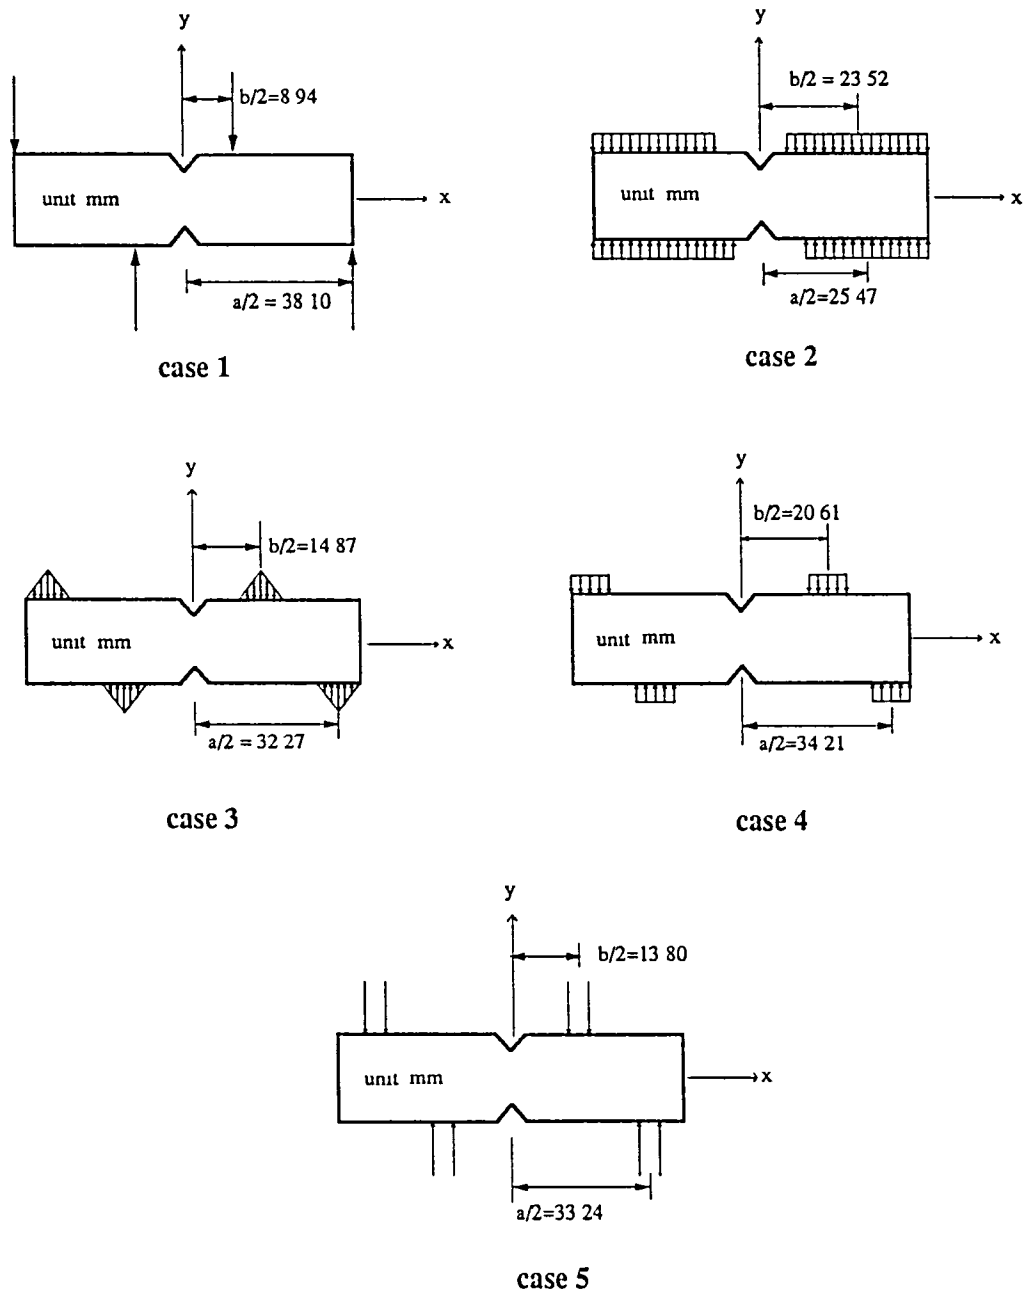 y
b/2=8 94
unit mm
x
a/2 = 38 10
case 1
y
b/2 = 23 52
unit mm
x
a/2=25 47
case 2
y
b/2=14 87
unit mm
x
a/2 = 32 27
case 3
y
b/2=20 61
unit mm
x
a/2=34 21
case 4
y
b/2=13 80
unit mm
x
a/2=33 24
case 5